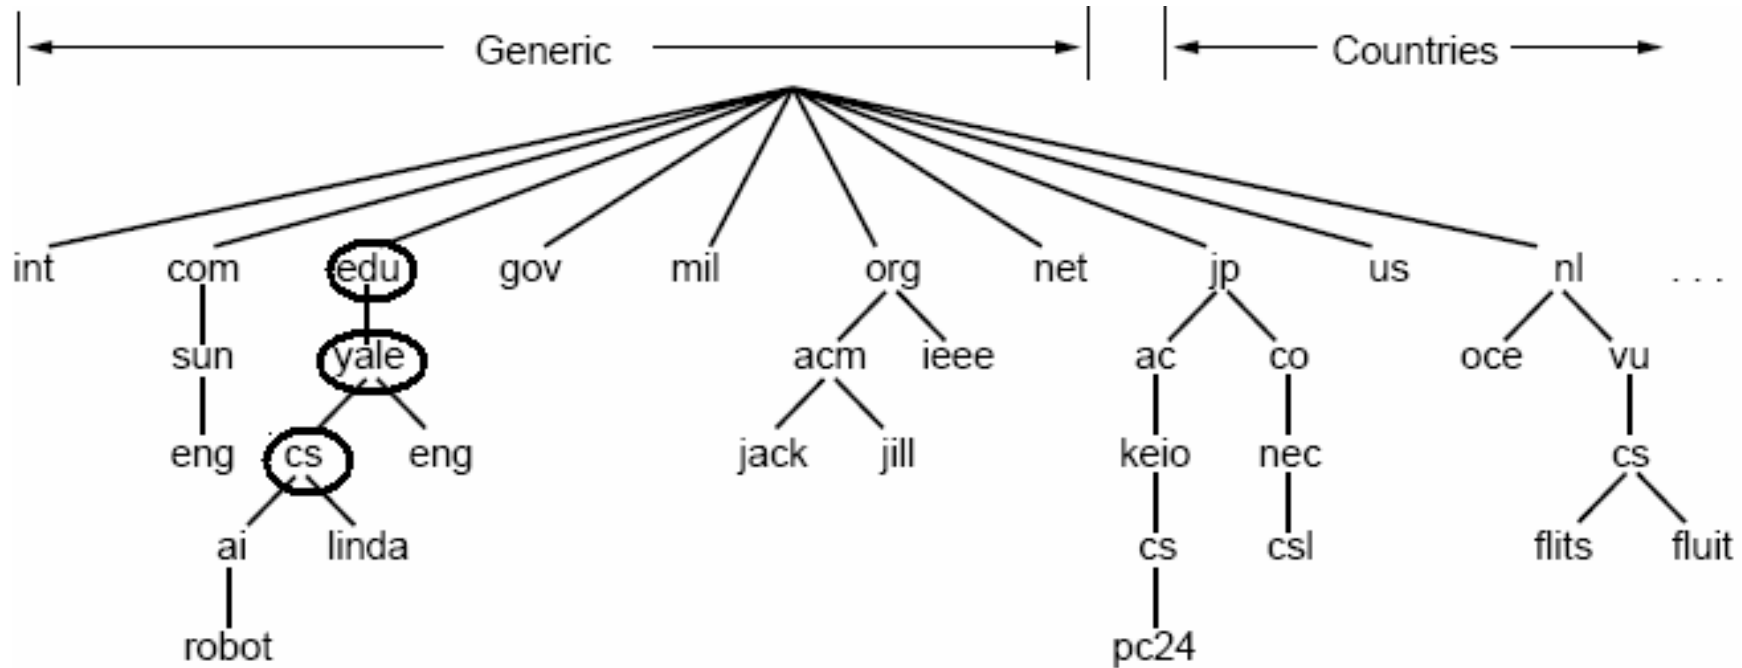 Generic Countries
int com edu gov mil org net jp us nl . . .
sun yale acm ieee ac co oce vu
eng cs eng jack jill keio nec cs
ai linda cs csl flits fluit
robot pc24